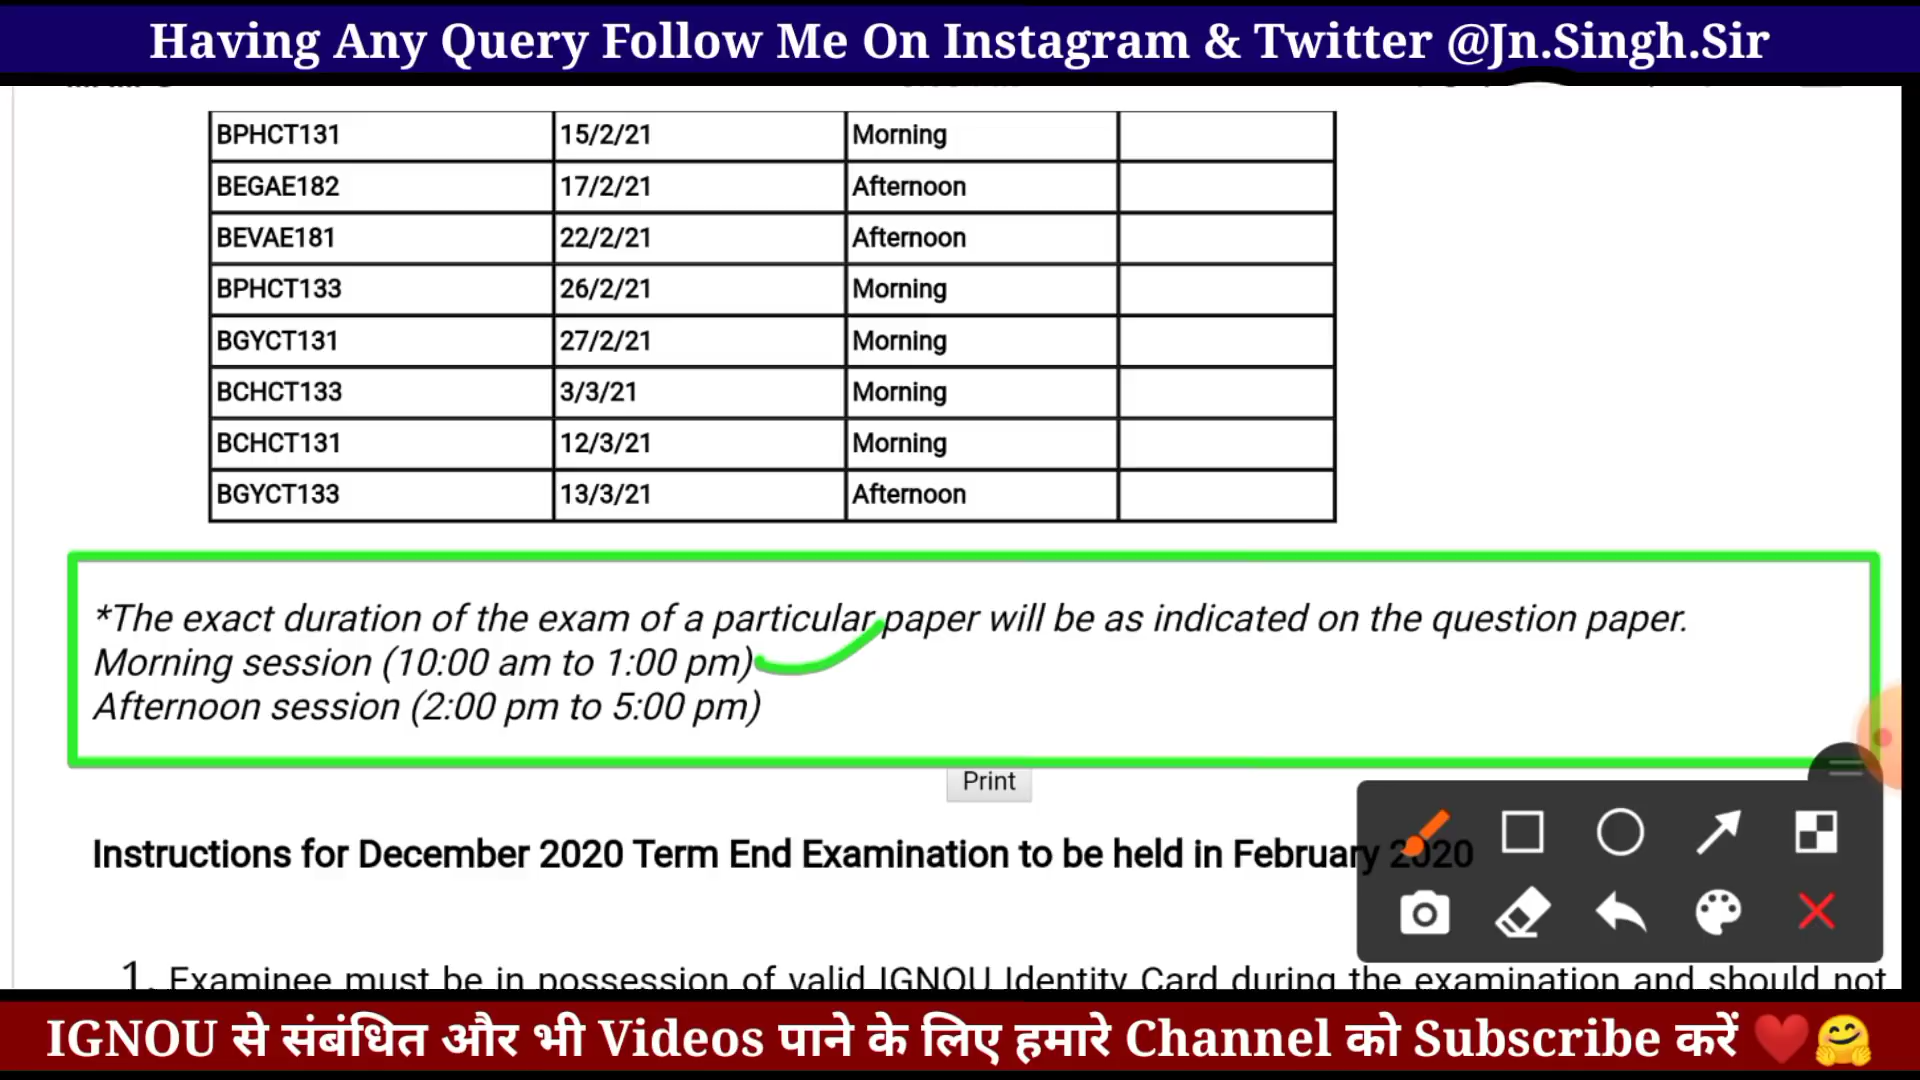 Having Any Query Follow Me On Instagram & Twitter @Jn.Singh.Sir
BPHCT131 15/2/21 Morning
BEGAE182 17/2/21 Afternoon
BEVAE181 22/2/21 Afternoon
BPHCT133 26/2/21 Morning
BGYCT131 27/2/21 Morning
BCHCT133 3/3/21 Morning
BCHCT131 12/3/21 Morning
BGYCT133 13/3/21 Afternoon
*The exact duration of the exam of a particular paper will be as indicated on the question paper.
Morning session (10:00 am to 1:00 pm)
Afternoon session (2:00 pm to 5:00 pm)
Print
Instructions for December 2020 Term End Examination to be held in February 2020
1. Examinee must be in possession of valid IGNOU Identity Card during the examination and should not
IGNOU से संबंधित और भी Videos पाने के लिए हमारे Channel को Subscribe करें